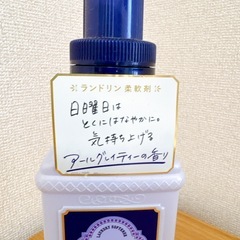 ランドリン 柔軟剤
日曜日は
とくにはなやかに。
気持ち上げる
アールグレイティーの香り
LAUNDRY SOFTENER